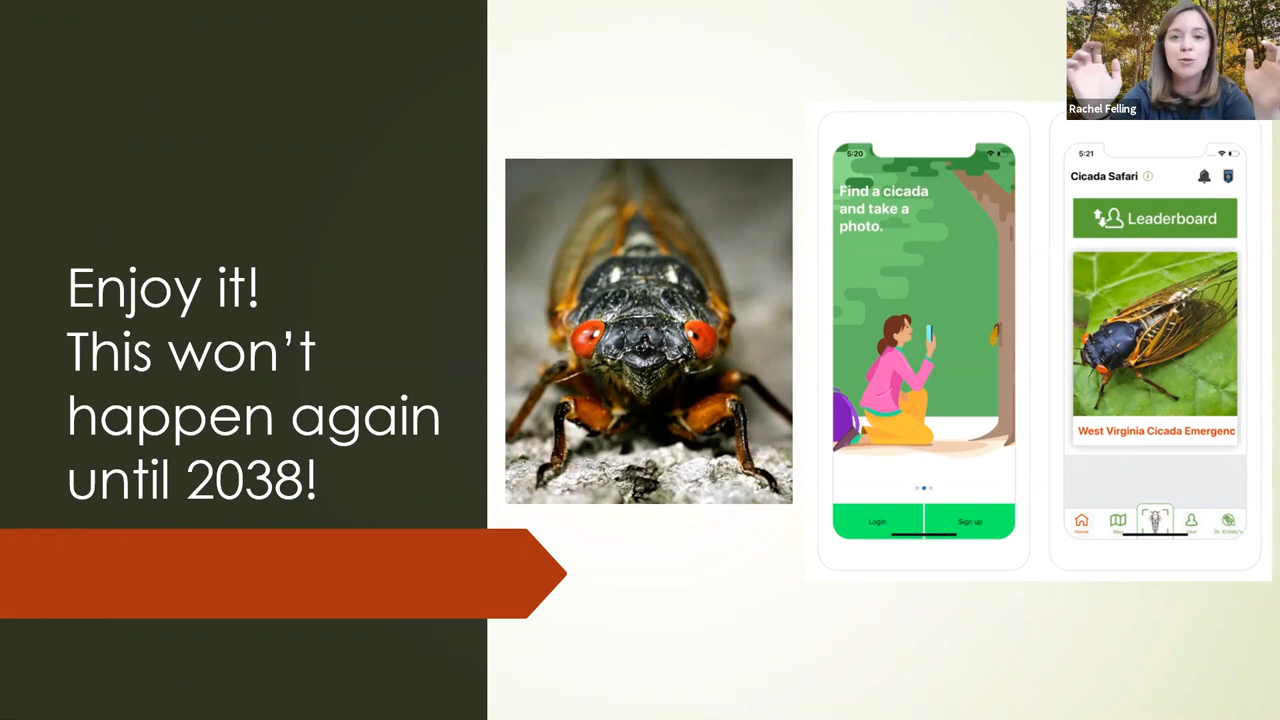 Enjoy it!
This won't
happen again
until 2038!
Rachel Felling
5:20
Find a cicada
and take a
photo.
Login
Sign up
5:21
Cicada Safari
Leaderboard
West Virginia Cicada Emergenc
Home